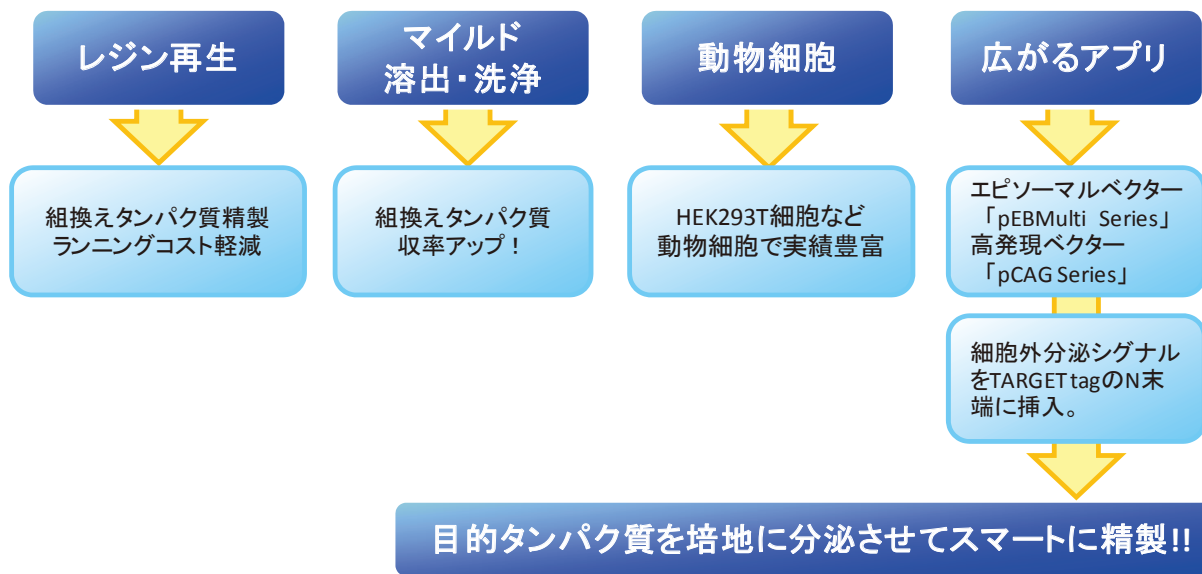 レジン再生
組換えタンパク質精製
ランニングコスト軽減
マイルド
溶出・洗浄
組換えタンパク質
収率アップ！
動物細胞
HEK293T細胞など
動物細胞で実績豊富
広がるアプリ
エピソーマルベクター
「pEBMulti Series」
高発現ベクター
「pCAG Series」
細胞外分泌シグナル
をTARGET tagのN末
端に挿入。
目的タンパク質を培地に分泌させてスマートに精製!!